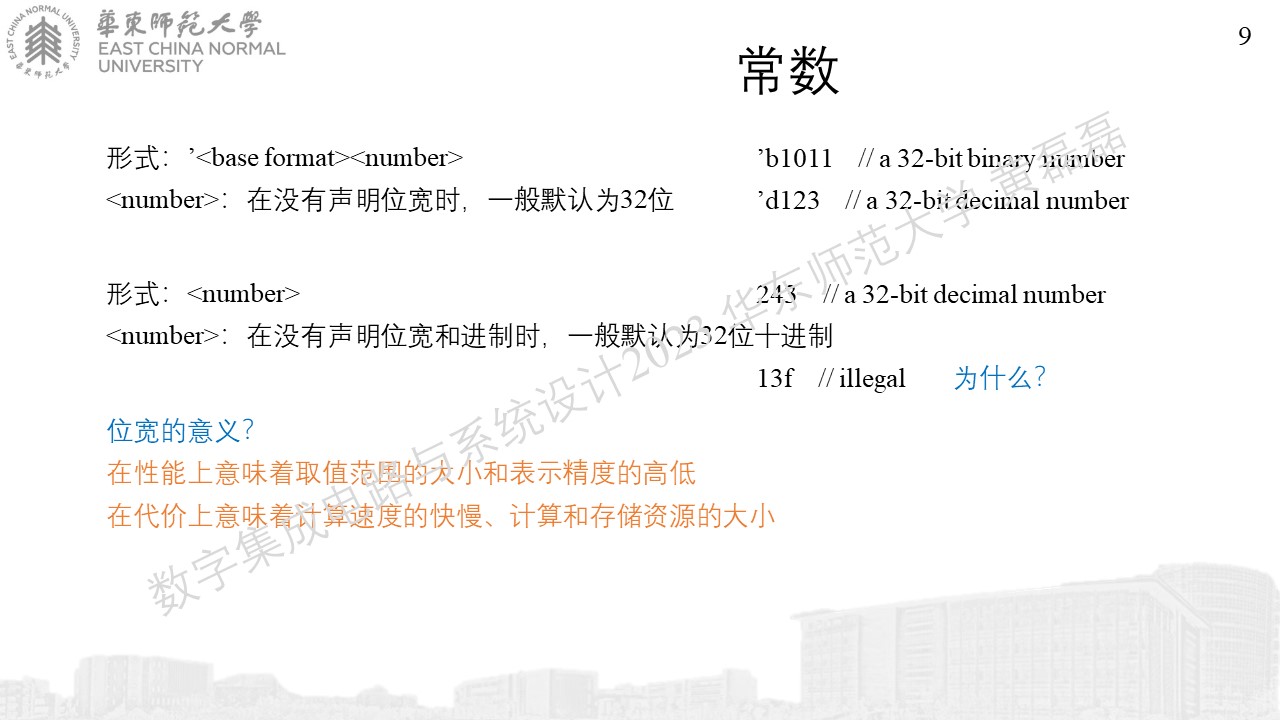 華東師範大學
EAST CHINA NORMAL
UNIVERSITY
EAST CHINA NORMAL UNIVERSITY
華東师范大學
9
常数
形式：’<base format><number>
<number>：在没有声明位宽时，一般默认为32位
’b1011 // a 32-bit binary number
’d123 // a 32-bit decimal number
形式：<number>
<number>：在没有声明位宽和进制时，一般默认为32位十进制
243 // a 32-bit decimal number
13f // illegal 为什么？
位宽的意义？
在性能上意味着取值范围的大小和表示精度的高低
在代价上意味着计算速度的快慢、计算和存储资源的大小
数字集成电路与系统设计2023 华东师范大学 黄磊磊